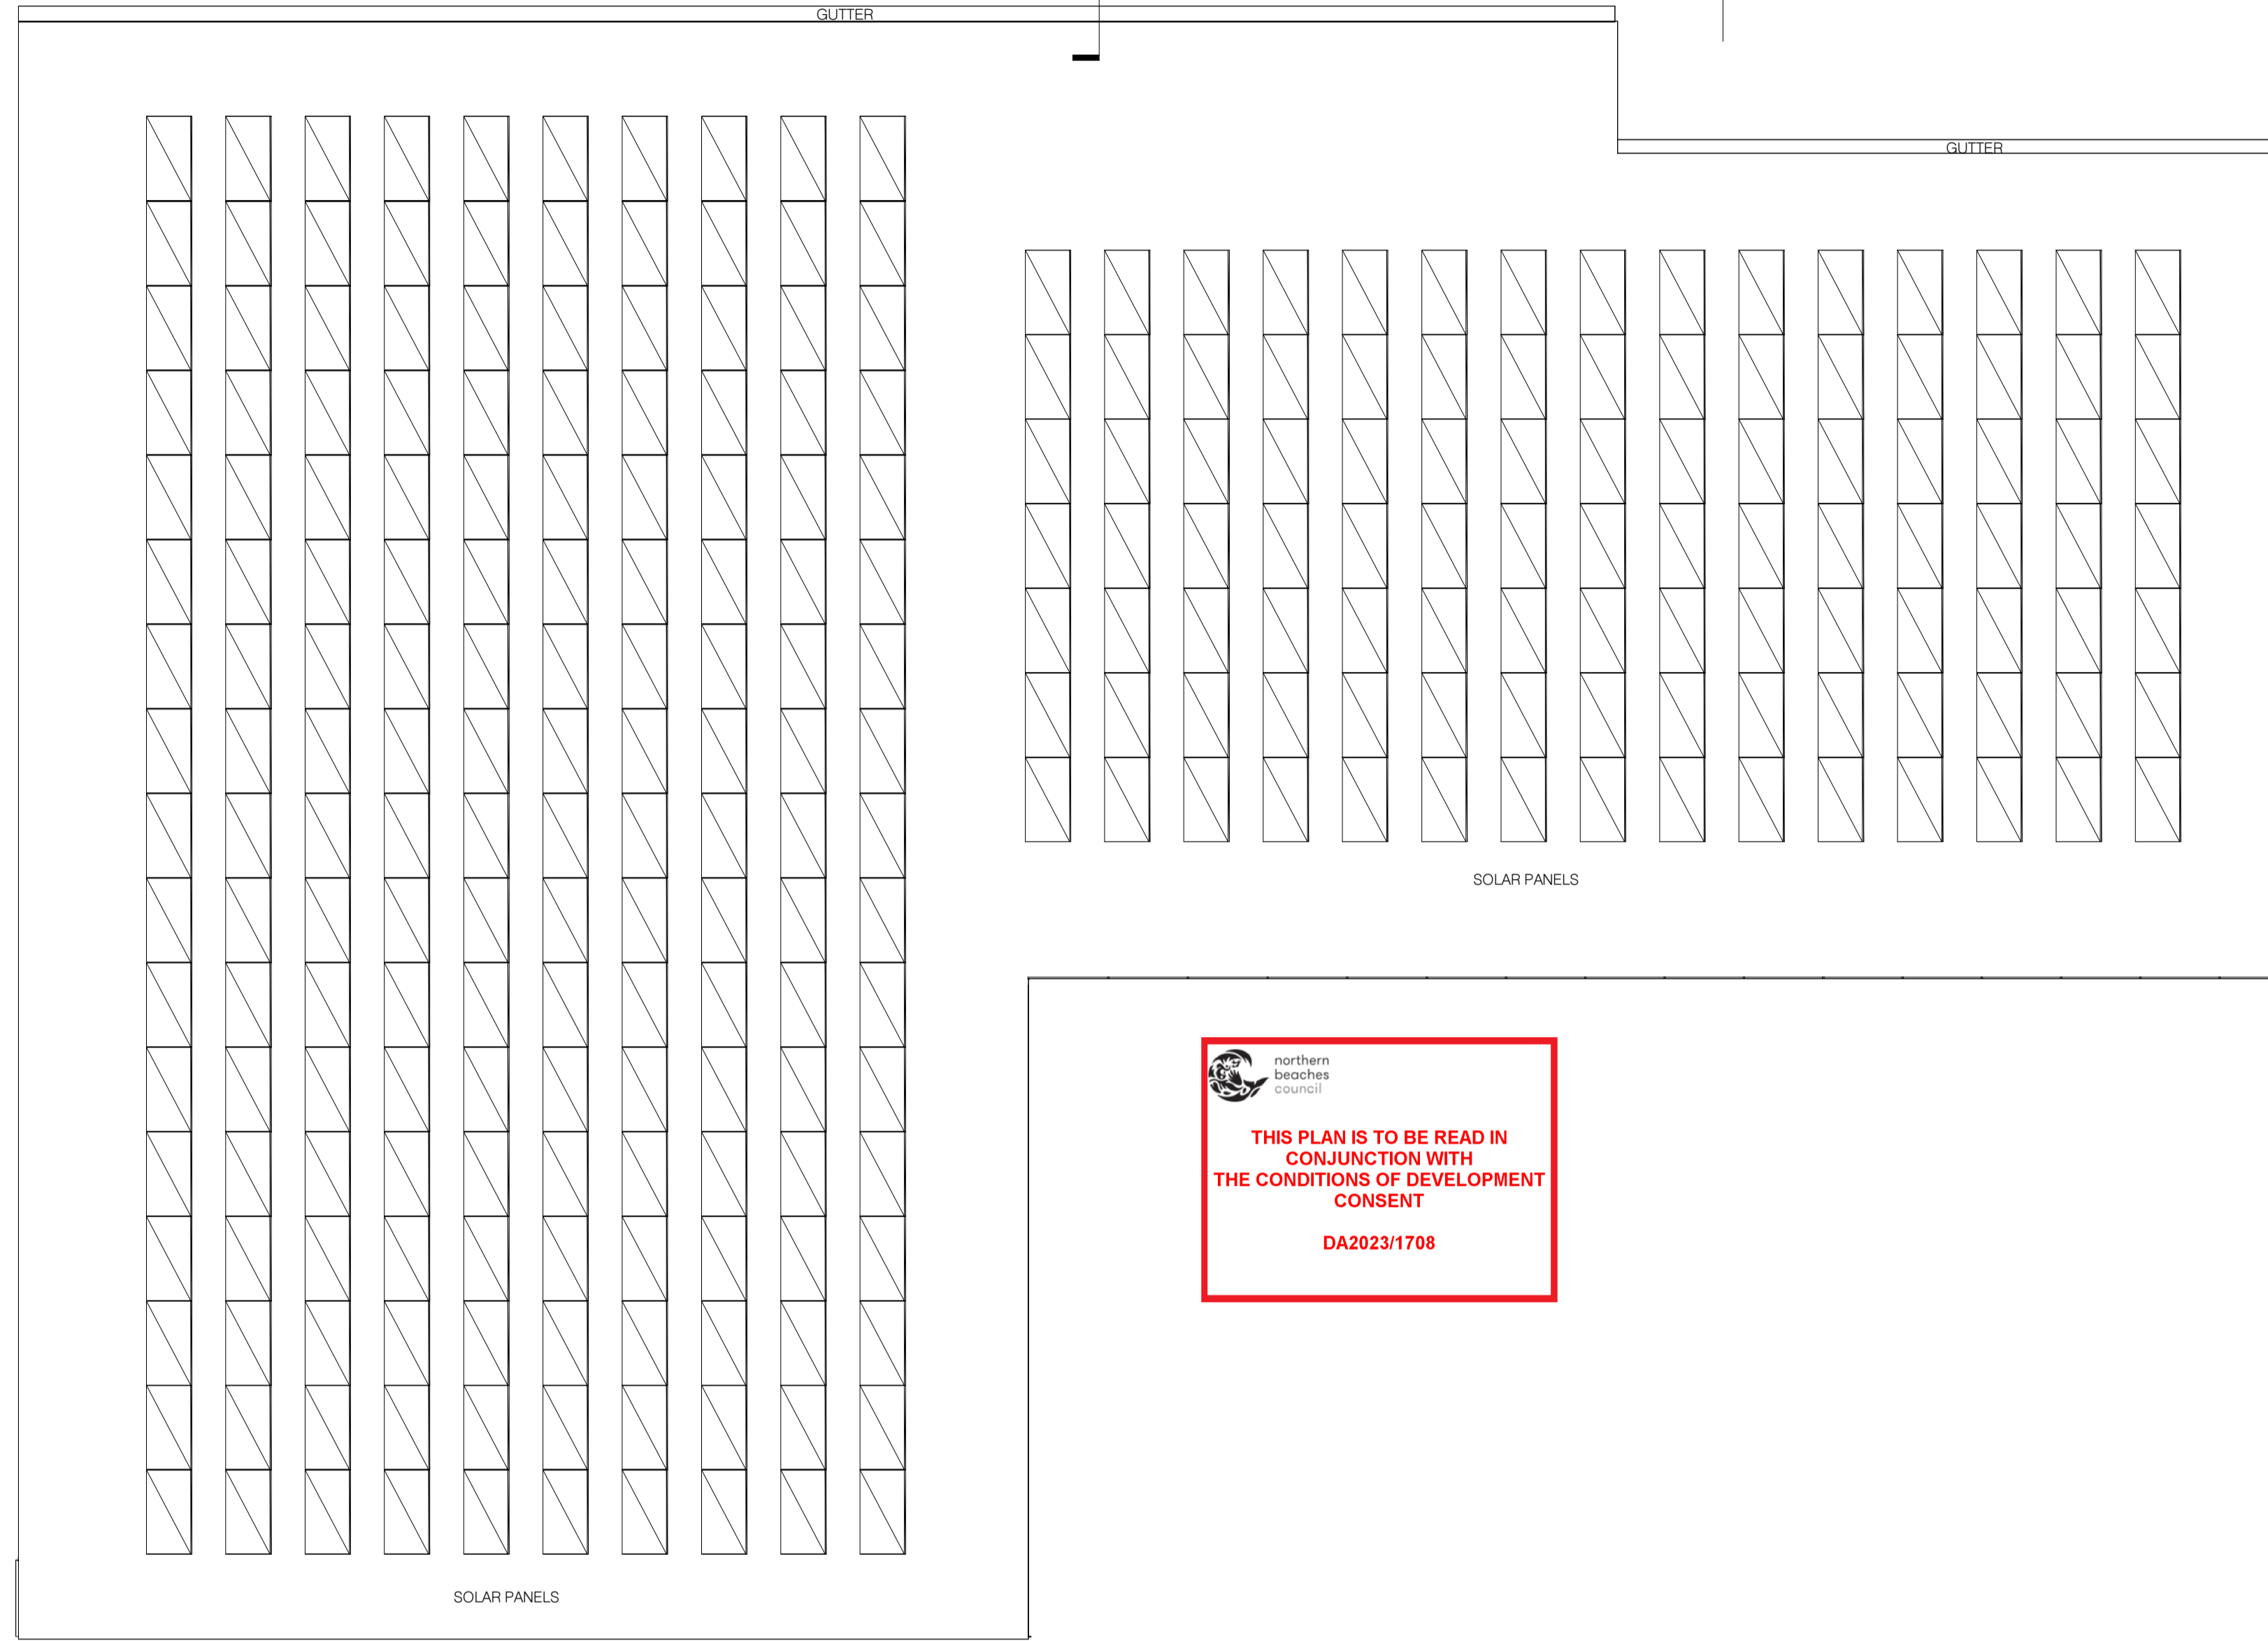 GUTTER
GUTTER
SOLAR PANELS
northern
beaches
council
THIS PLAN IS TO BE READ IN
CONJUNCTION WITH
THE CONDITIONS OF DEVELOPMENT
CONSENT
DA2023/1708
SOLAR PANELS